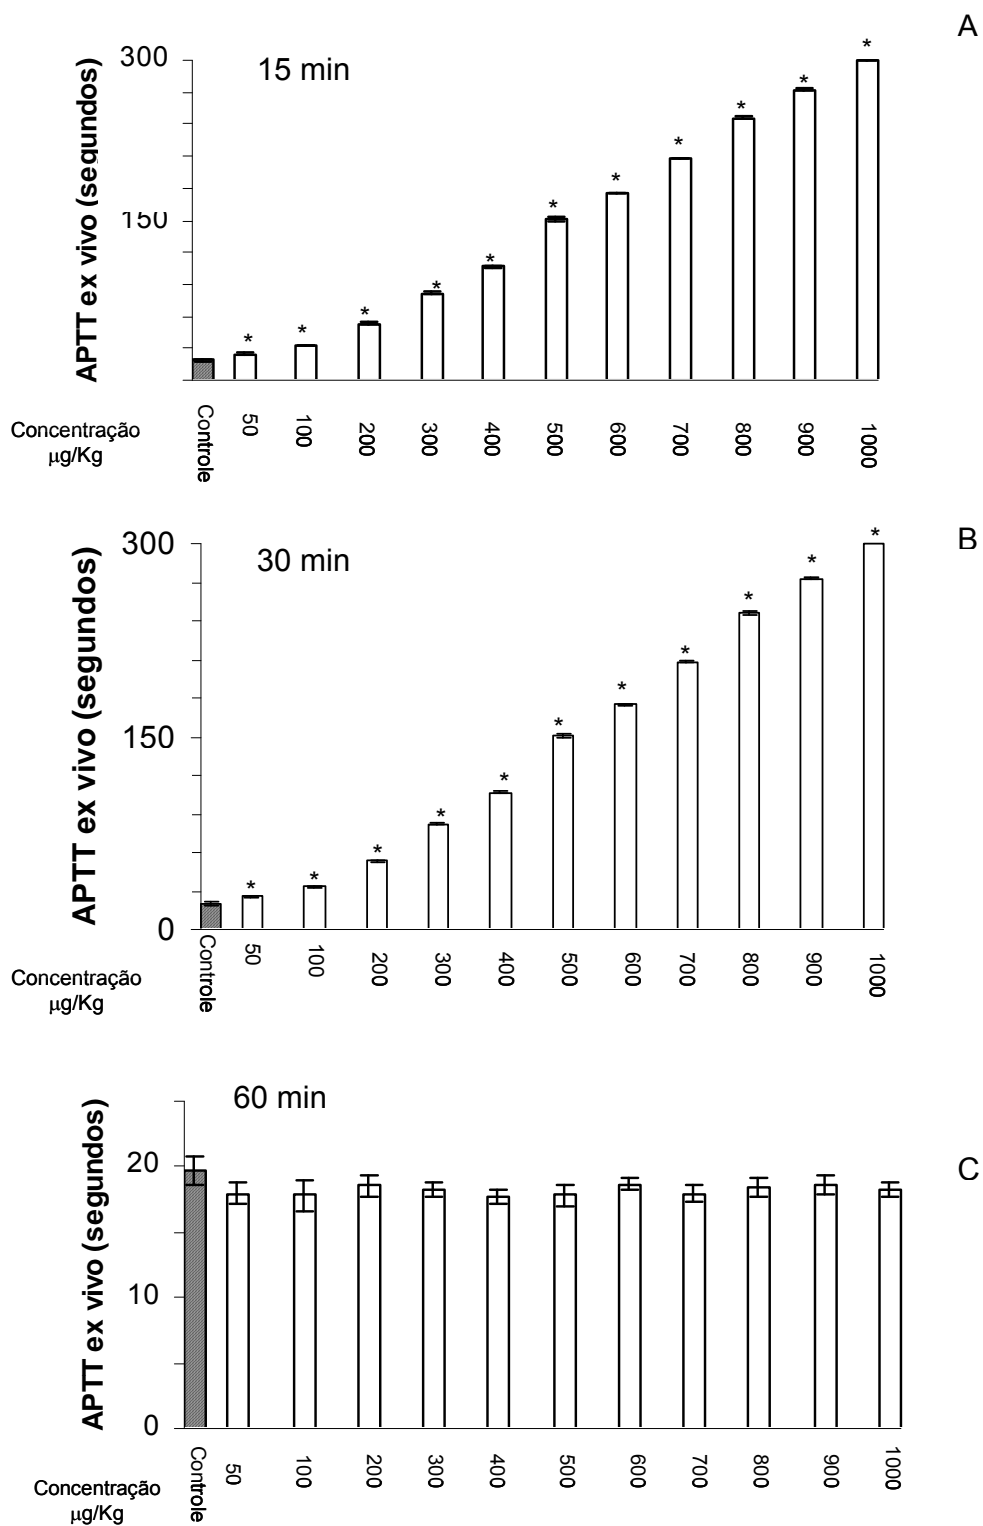 A
15 min
APTT ex vivo (segundos)
300
150
* * * * * * * * * * *
Concentração
µg/Kg
Controle 50 100 200 300 400 500 600 700 800 900 1000
B
30 min
APTT ex vivo (segundos)
300
150
0
* * * * * * * * * * *
Concentração
µg/Kg
Controle 50 100 200 300 400 500 600 700 800 900 1000
60 min
C
APTT ex vivo (segundos)
20
10
0
Concentração
µg/Kg
Controle 50 100 200 300 400 500 600 700 800 900 1000